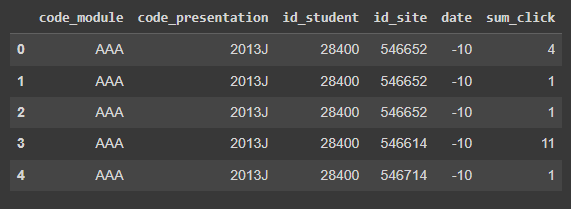 code_module code_presentation id_student id_site date sum_click
0 AAA 2013J 28400 546652 -10 4
1 AAA 2013J 28400 546652 -10 1
2 AAA 2013J 28400 546652 -10 1
3 AAA 2013J 28400 546614 -10 11
4 AAA 2013J 28400 546714 -10 1